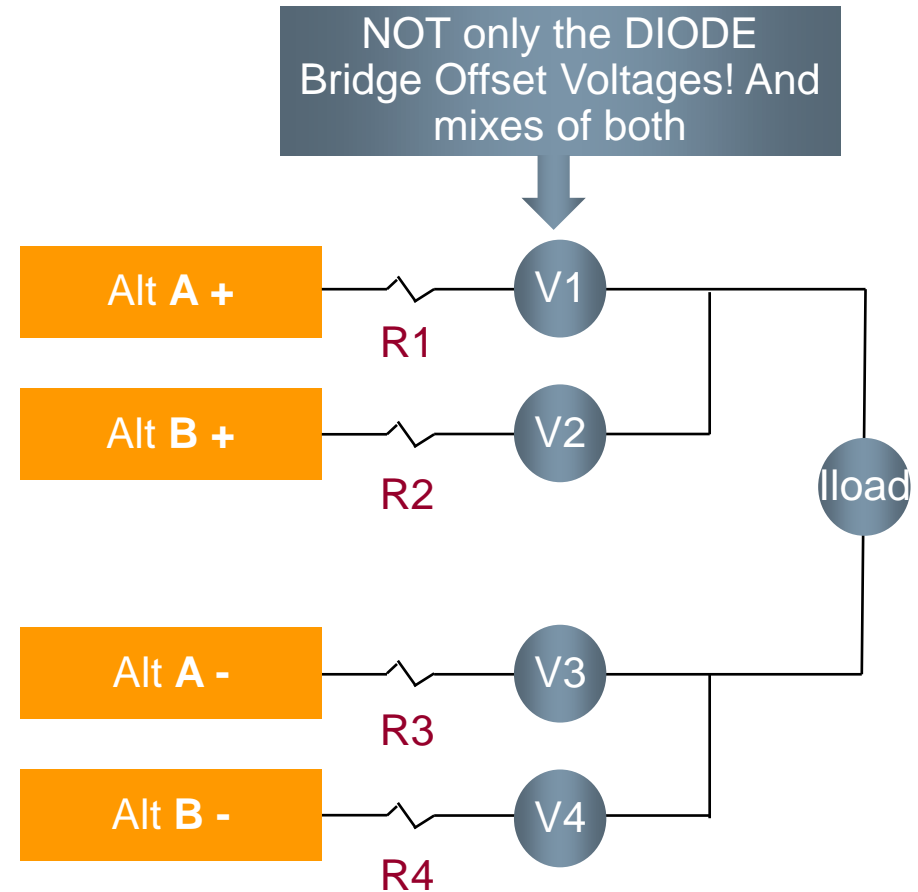 NOT only the DIODE
Bridge Offset Voltages! And
mixes of both
Alt A +
R1
V1
Alt B +
R2
V2
Iload
Alt A -
R3
V3
Alt B -
R4
V4